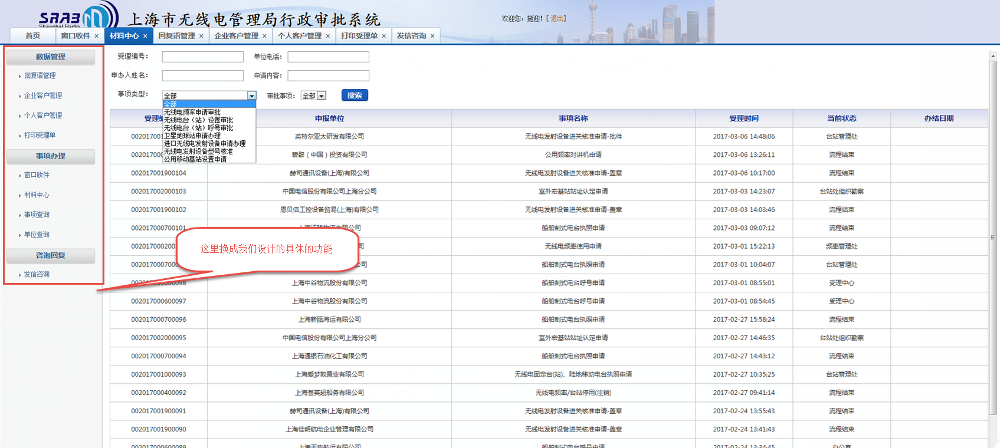 SRRB
Shanghai Radio
上海市无线电管理局行政审批系统
欢迎您，施迎! [ 退出]
首页 窗口收件 × 材料中心 × 回复语管理 × 企业客户管理 × 个人客户管理 × 打印受理单 × 发信咨询 ×
数据管理
回复语管理
企业客户管理
个人客户管理
打印受理单
事项办理
窗口收件
材料中心
事项查询
单位查询
咨询回复
发信咨询
受理编号： 单位电话：
申办人姓名： 申请内容：
事项类型： 全部 审批事项： 全部 搜索
全部
无线电频率申请审批
无线电台（站）设置审批
无线电台（站）呼号审批
卫星地球站申请办理
进口无线电发射设备申请办理
无线电发射设备型号核准
公用移动基站设置申请
受理编 申报单位 事项名称 受理时间 当前状态 办结日期
002017001 英特尔亚太研发有限公司 无线电发射设备进关核准申请-批件 2017-03-06 14:48:06 台站管理处
002017000 碧辟（中国）投资有限公司 公用频率对讲机申请 2017-03-06 13:26:11 流程结束
002017001900104 赫司通讯设备(上海)有限公司 无线电发射设备进关核准申请-盖章 2017-03-06 10:17:00 流程结束
002017002000103 中国电信股份有限公司上海分公司 室外宏基站站址认定申请 2017-03-03 14:23:07 台站处组织勘察
002017001900102 恩贝倍工控设备贸易(上海)有限公司 无线电发射设备进关核准申请-盖章 2017-03-03 14:03:46 流程结束
002017000700101 有限公司 船舶制式电台执照申请 2017-03-03 09:07:12 流程结束
002017000200 司 无线电频率使用申请 2017-03-01 15:22:13 频率管理处
002017000700 公司 船舶制式电台执照申请 2017-03-01 10:04:07 台站管理处
0098 上海中谷物流股份有限公司 船舶制式电台呼号申请 2017-03-01 08:55:01 受理中心
002017000600097 上海中谷物流股份有限公司 船舶制式电台呼号申请 2017-03-01 08:54:45 受理中心
002017000700096 上海新瓯海运有限公司 船舶制式电台执照申请 2017-02-27 15:58:24 流程结束
002017002000095 中国电信股份有限公司上海分公司 室外宏基站站址认定申请 2017-02-27 14:46:35 台站处组织勘察
002017000700094 上海通银石油化工有限公司 船舶制式电台执照申请 2017-02-27 14:43:12 流程结束
002017001000093 上海爱梦敦置业有限公司 无线电固定台(站)、陆地移动电台执照申请 2017-02-27 10:35:25 台站管理处
002017000400092 上海誉英超船务有限公司 无线电频率/台站停用(注销) 2017-02-27 09:41:14 流程结束
002017001900091 赫司通讯设备(上海)有限公司 无线电发射设备进关核准申请-盖章 2017-02-24 13:55:43 流程结束
002017001900090 上海佳明航电企业管理有限公司 无线电发射设备进关核准申请-盖章 2017-02-24 13:41:43 流程结束
002017000600089 船舶制式电台呼号申请 2017-02-24 13:34:45 办公室
这里换成我们设计的具体的功能